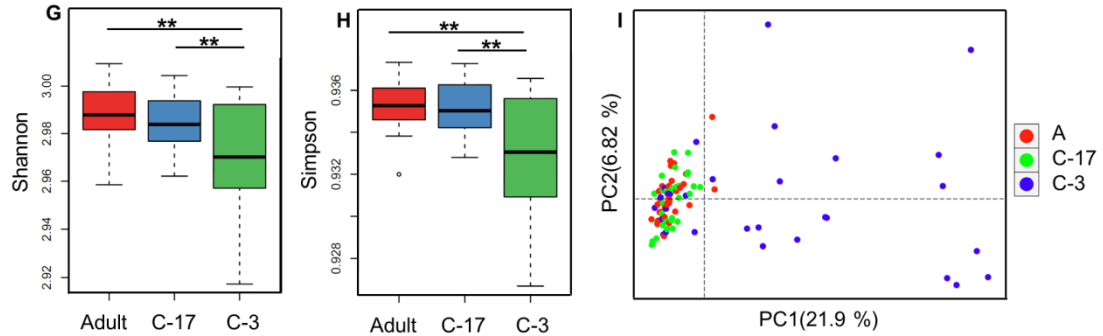 G
**
**
Shannon
3.00
2.98
2.96
2.94
2.92
Adult
C-17
C-3
H
**
**
Simpson
0.936
0.932
0.928
Adult
C-17
C-3
I
PC2(6.82 %)
PC1(21.9 %)
A
C-17
C-3